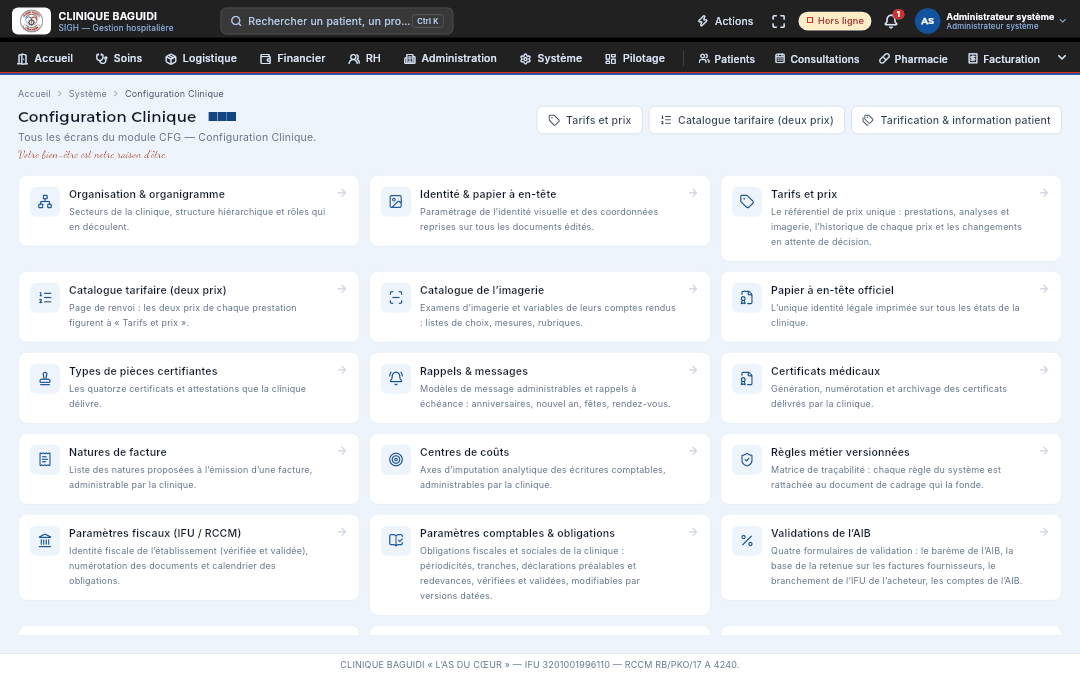 CLINIQUE BAGUIDI
SIGH — Gestion hospitalière
Rechercher un patient, un pro... Ctrl K
Actions
Hors ligne
1
AS
Administrateur système
Administrateur système
Accueil Soins Logistique Financier RH Administration Système Pilotage Patients Consultations Pharmacie Facturation
Accueil > Système > Configuration Clinique
Configuration Clinique
Tous les écrans du module CFG — Configuration Clinique.
Votre bien-être est notre raison d'être.
Tarifs et prix
Catalogue tarifaire (deux prix)
Tarification & information patient
Organisation & organigramme
Secteurs de la clinique, structure hiérarchique et rôles qui
en découlent.
Identité & papier à en-tête
Paramétrage de l'identité visuelle et des coordonnées
reprises sur tous les documents édités.
Tarifs et prix
Le référentiel de prix unique : prestations, analyses et
imagerie, l'historique de chaque prix et les changements
en attente de décision.
Catalogue tarifaire (deux prix)
Page de renvoi : les deux prix de chaque prestation
figurent à « Tarifs et prix ».
Catalogue de l'imagerie
Examens d'imagerie et variables de leurs comptes rendus
: listes de choix, mesures, rubriques.
Papier à en-tête officiel
L'unique identité légale imprimée sur tous les états de la
clinique.
Types de pièces certifiantes
Les quatorze certificats et attestations que la clinique
délivre.
Rappels & messages
Modèles de message administrables et rappels à
échéance : anniversaires, nouvel an, fêtes, rendez-vous.
Certificats médicaux
Génération, numérotation et archivage des certificats
délivrés par la clinique.
Natures de facture
Liste des natures proposées à l'émission d'une facture,
administrable par la clinique.
Centres de coûts
Axes d'imputation analytique des écritures comptables,
administrables par la clinique.
Règles métier versionnées
Matrice de traçabilité : chaque règle du système est
rattachée au document de cadrage qui la fonde.
Paramètres fiscaux (IFU / RCCM)
Identité fiscale de l'établissement (vérifiée et validée),
numérotation des documents et calendrier des
obligations.
Paramètres comptables & obligations
Obligations fiscales et sociales de la clinique :
périodicités, tranches, déclarations préalables et
redevances, vérifiées et validées, modifiables par
versions datées.
Validations de l'AIB
Quatre formulaires de validation : le barème de l'AIB, la
base de la retenue sur les factures fournisseurs, le
branchement de l'IFU de l'acheteur, les comptes de l'AIB.
CLINIQUE BAGUIDI « L'AS DU CŒUR » — IFU 3201001996110 — RCCM RB/PKO/17 A 4240.